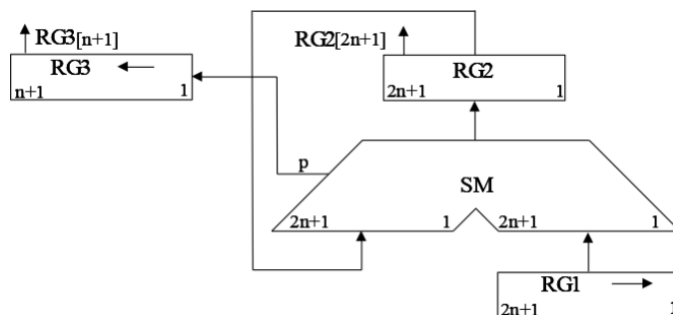 RG3[n+1]
RG3
n+1 1
RG2[2n+1]
RG2
2n+1 1
p
SM
2n+1 1 2n+1 1
RG1
2n+1 1